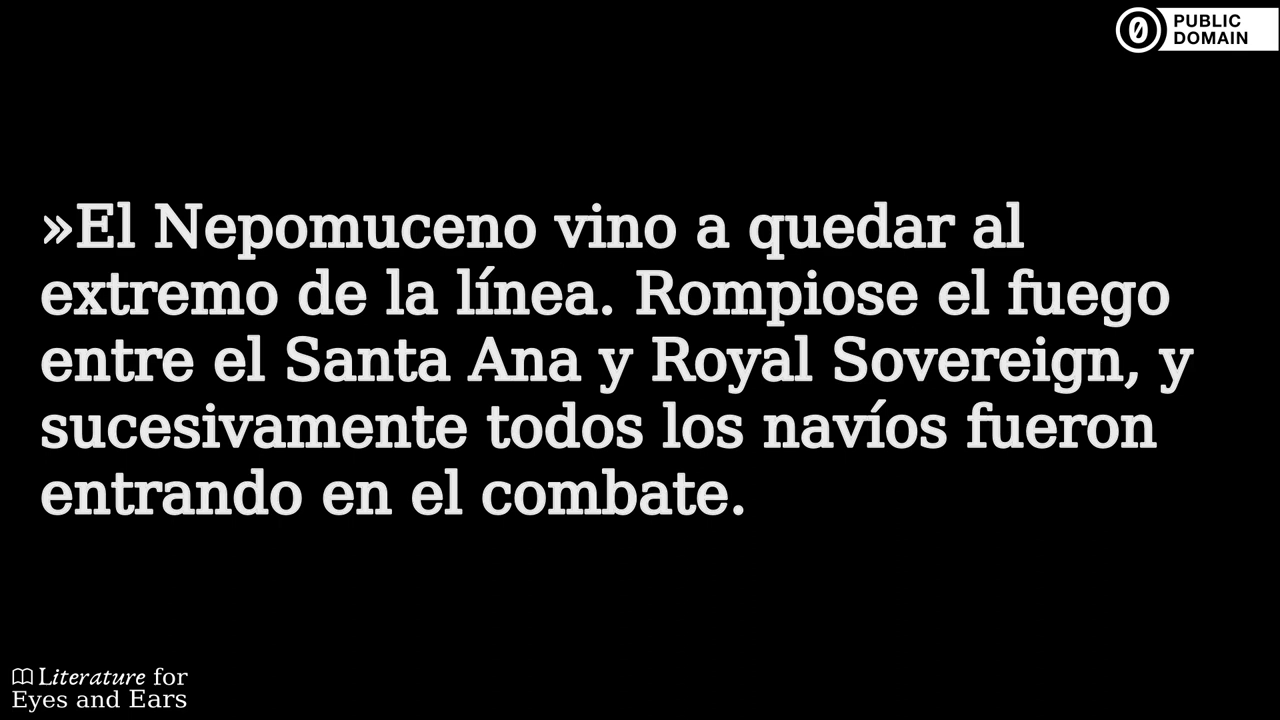 PUBLIC
DOMAIN
»El Nepomuceno vino a quedar al
extremo de la línea. Rompiose el fuego
entre el Santa Ana y Royal Sovereign, y
sucesivamente todos los navíos fueron
entrando en el combate.
Literature for
Eyes and Ears